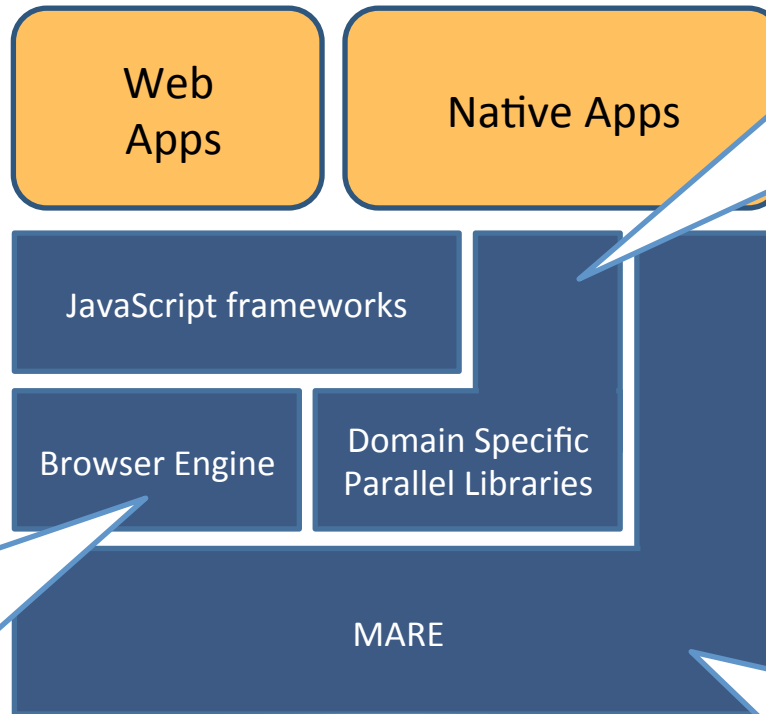 Web
Apps
Native Apps
JavaScript frameworks
Browser Engine
Domain Specific
Parallel Libraries
MARE